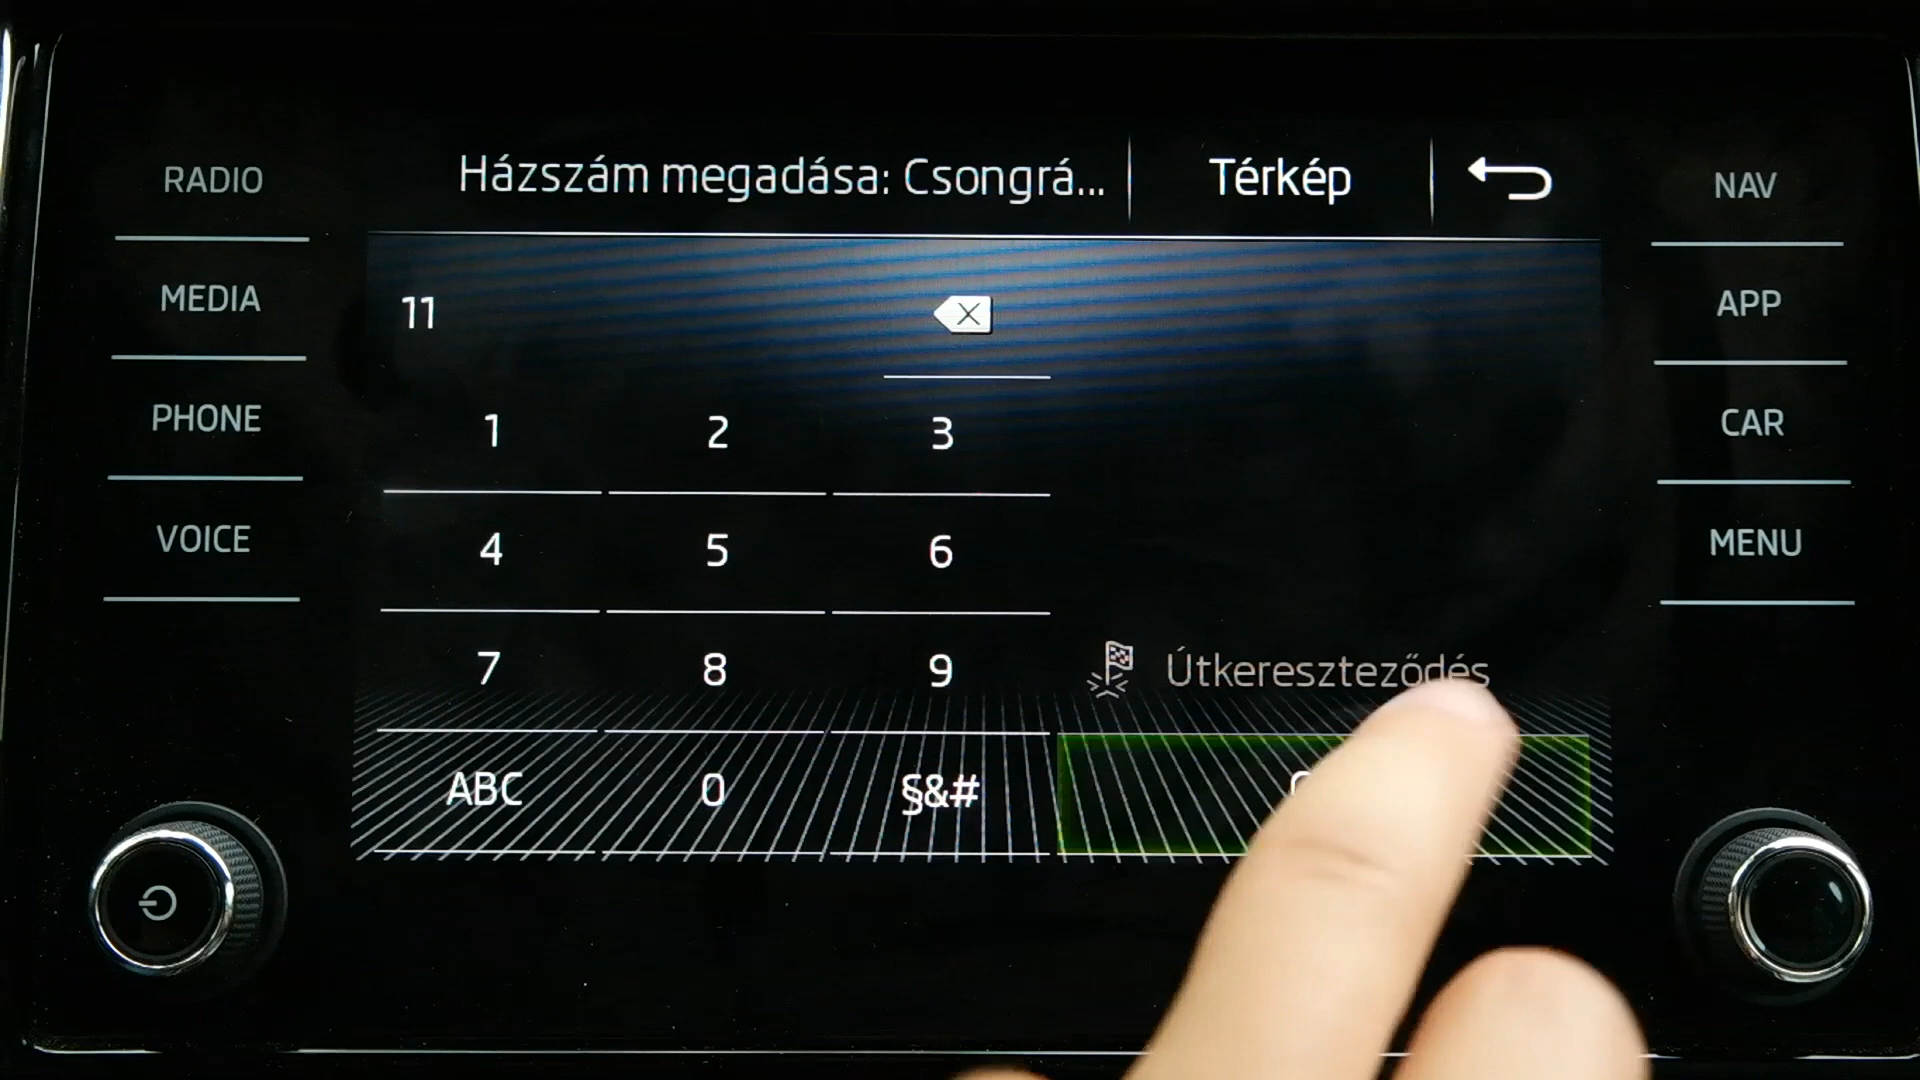 RADIO
MEDIA
PHONE
VOICE
Házszám megadása: Csongrá...
Térkép
11
1 2 3
4 5 6
7 8 9
ABC 0 §&#
Útkereszteződés
NAV
APP
CAR
MENU